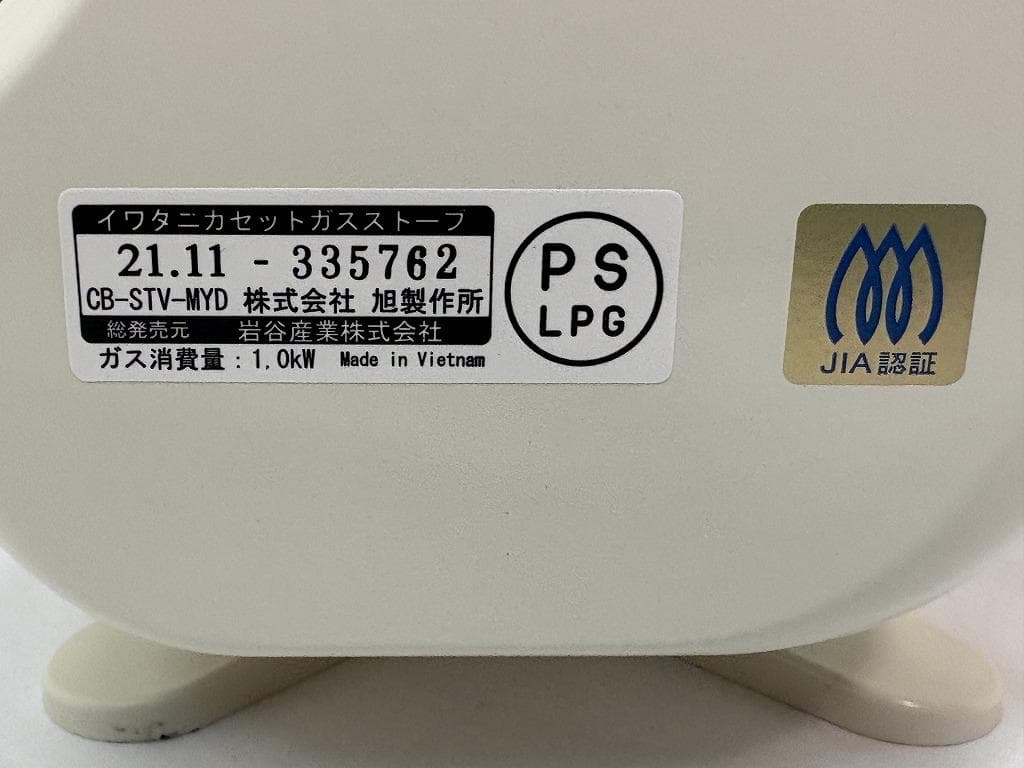 イワタニカセットガスストーブ
21.11 - 335762
CB-STV-MYD 株式会社 旭製作所
総発売元 岩谷産業株式会社
ガス消費量：1.0kW Made in Vietnam
PS
LPG
JIA認証